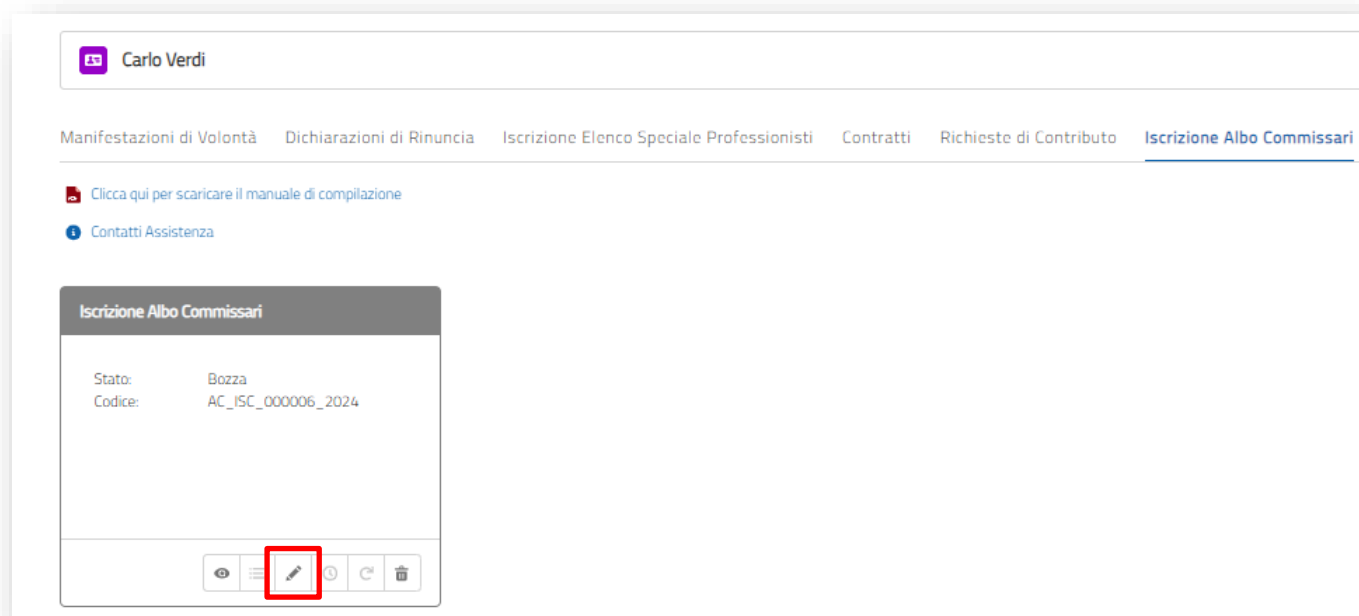 Carlo Verdi
Manifestazioni di Volontà Dichiarazioni di Rinuncia Iscrizione Elenco Speciale Professionisti Contratti Richieste di Contributo Iscrizione Albo Commissari
Clicca qui per scaricare il manuale di compilazione
Contatti Assistenza
Iscrizione Albo Commissari
Stato: Bozza
Codice: AC_ISC_000006_2024